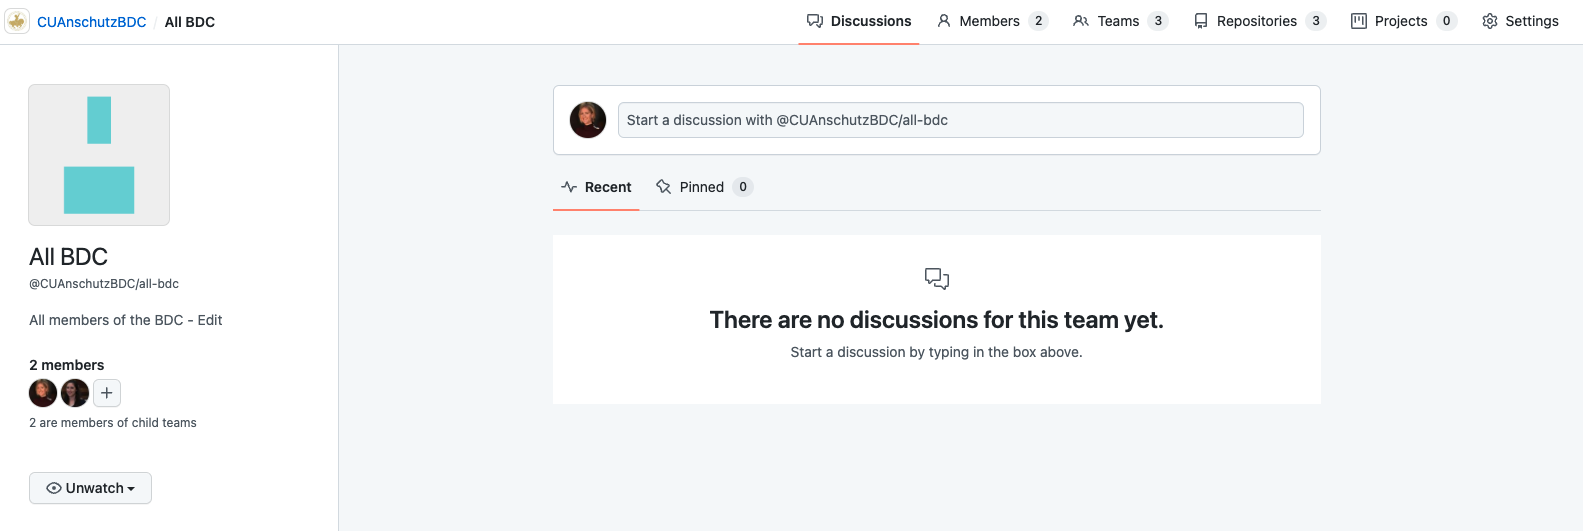 CUAnschutzBDC / All BDC
Discussions Members 2 Teams 3 Repositories 3 Projects 0 Settings
All BDC
@CUAnschutzBDC/all-bdc
All members of the BDC - Edit
2 members
2 are members of child teams
Unwatch
Start a discussion with @CUAnschutzBDC/all-bdc
Recent Pinned 0
There are no discussions for this team yet.
Start a discussion by typing in the box above.